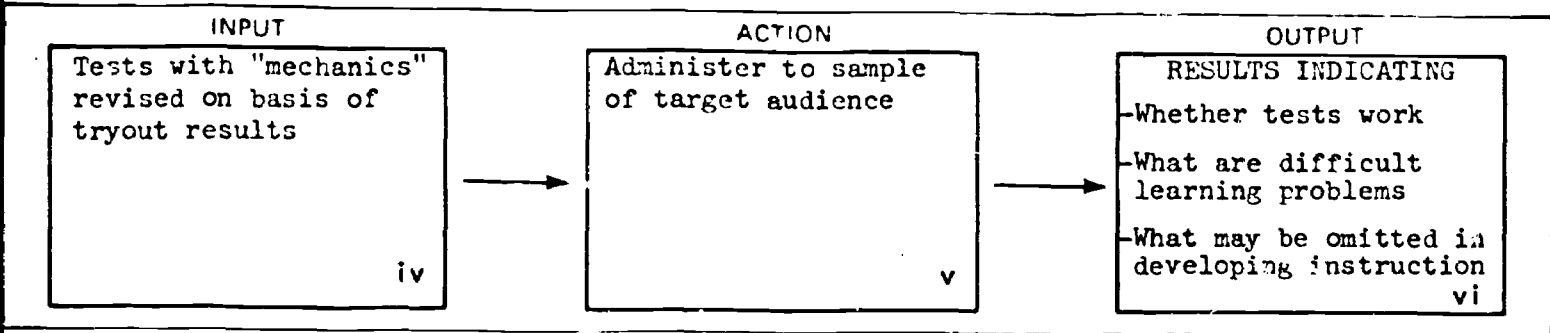 INPUT
Tests with "mechanics"
revised on basis of
tryout results
iv
ACTION
Administer to sample
of target audience
v
OUTPUT
RESULTS INDICATING
-Whether tests work
-What are difficult
learning problems
-What may be omitted in
developing instruction
vi